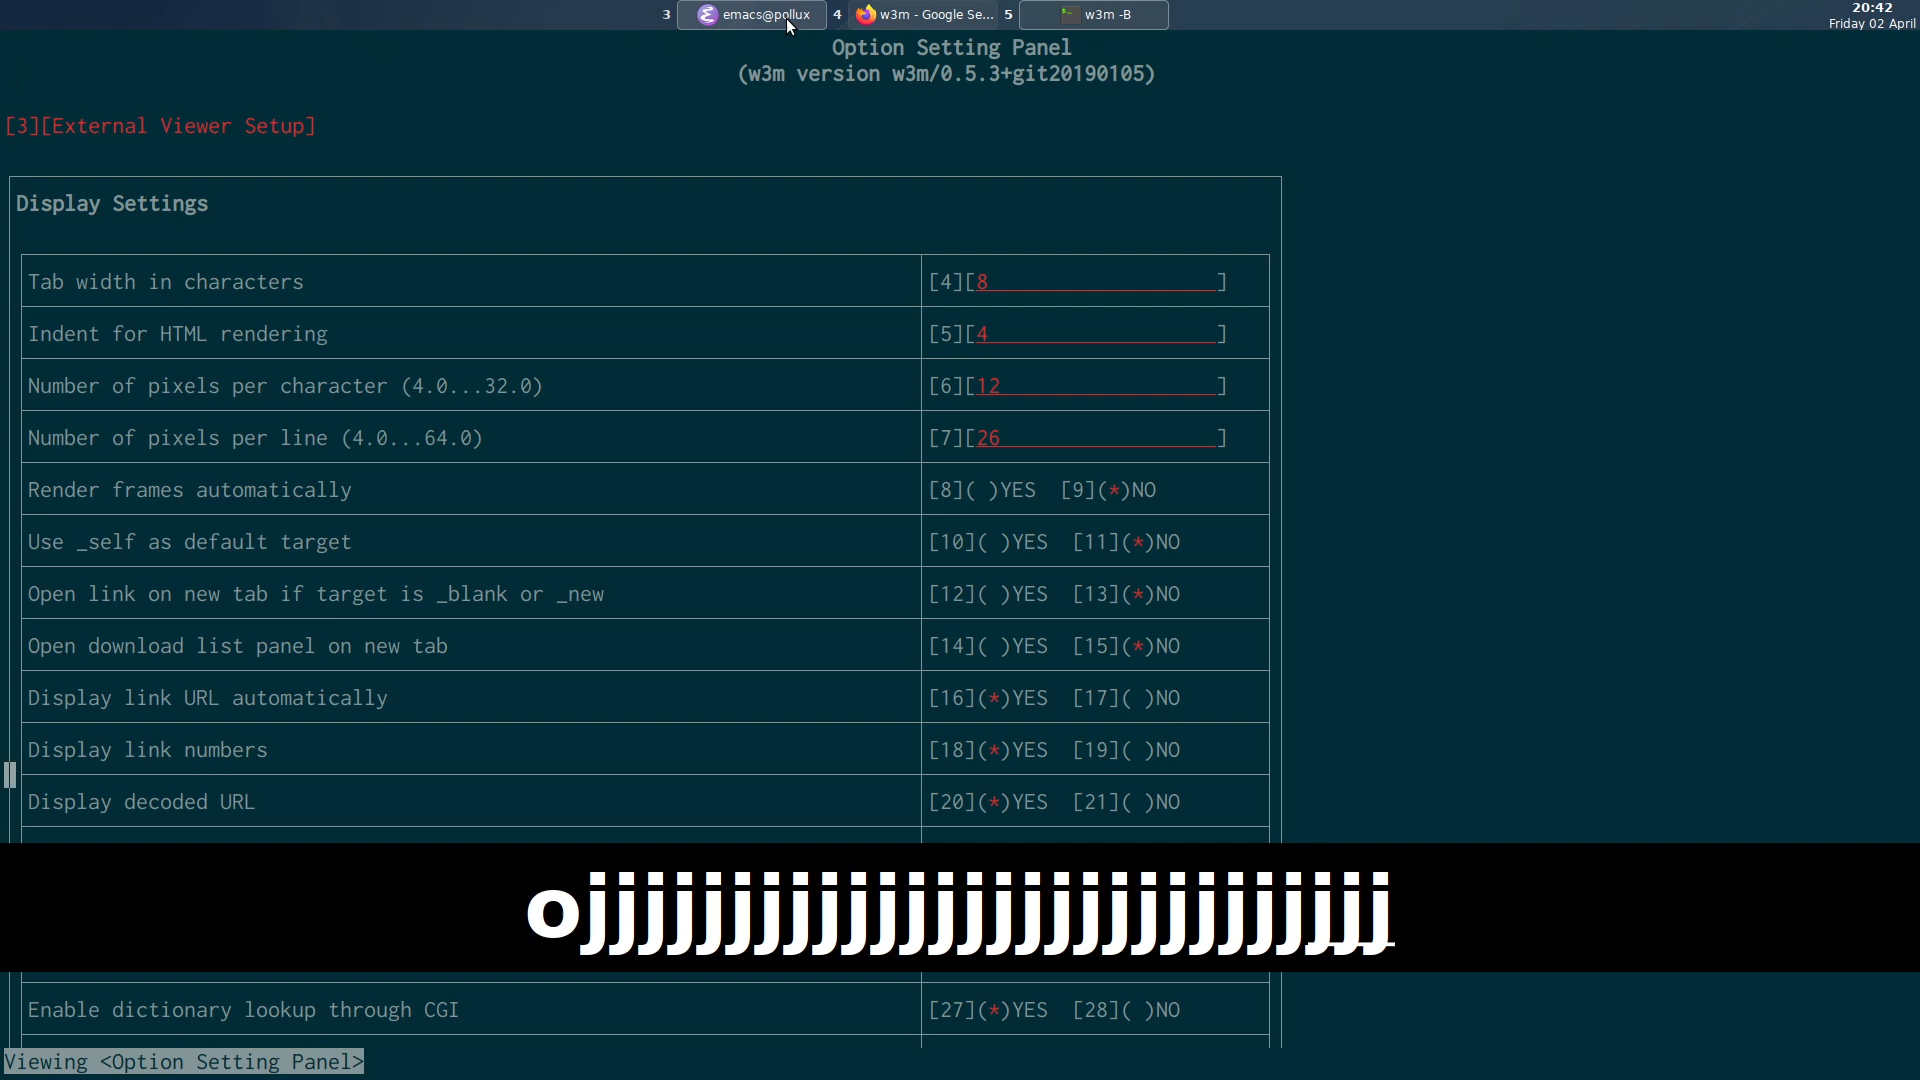 3 emacs@pollux 4 w3m - Google Se... 5 w3m -B 20:42
Friday 02 April
Option Setting Panel
(w3m version w3m/0.5.3+git20190105)
[3][External Viewer Setup]
Display Settings
Tab width in characters [4][8 ]
Indent for HTML rendering [5][4 ]
Number of pixels per character (4.0...32.0) [6][12 ]
Number of pixels per line (4.0...64.0) [7][26 ]
Render frames automatically [8]( )YES [9](*)NO
Use _self as default target [10]( )YES [11](*)NO
Open link on new tab if target is _blank or _new [12]( )YES [13](*)NO
Open download list panel on new tab [14]( )YES [15](*)NO
Display link URL automatically [16](*)YES [17]( )NO
Display link numbers [18](*)YES [19]( )NO
Display decoded URL [20](*)YES [21]( )NO
ojjjjjjjjjjjjjjjjjjjjjjjjjjjj
Enable dictionary lookup through CGI [27](*)YES [28]( )NO
Viewing <Option Setting Panel>